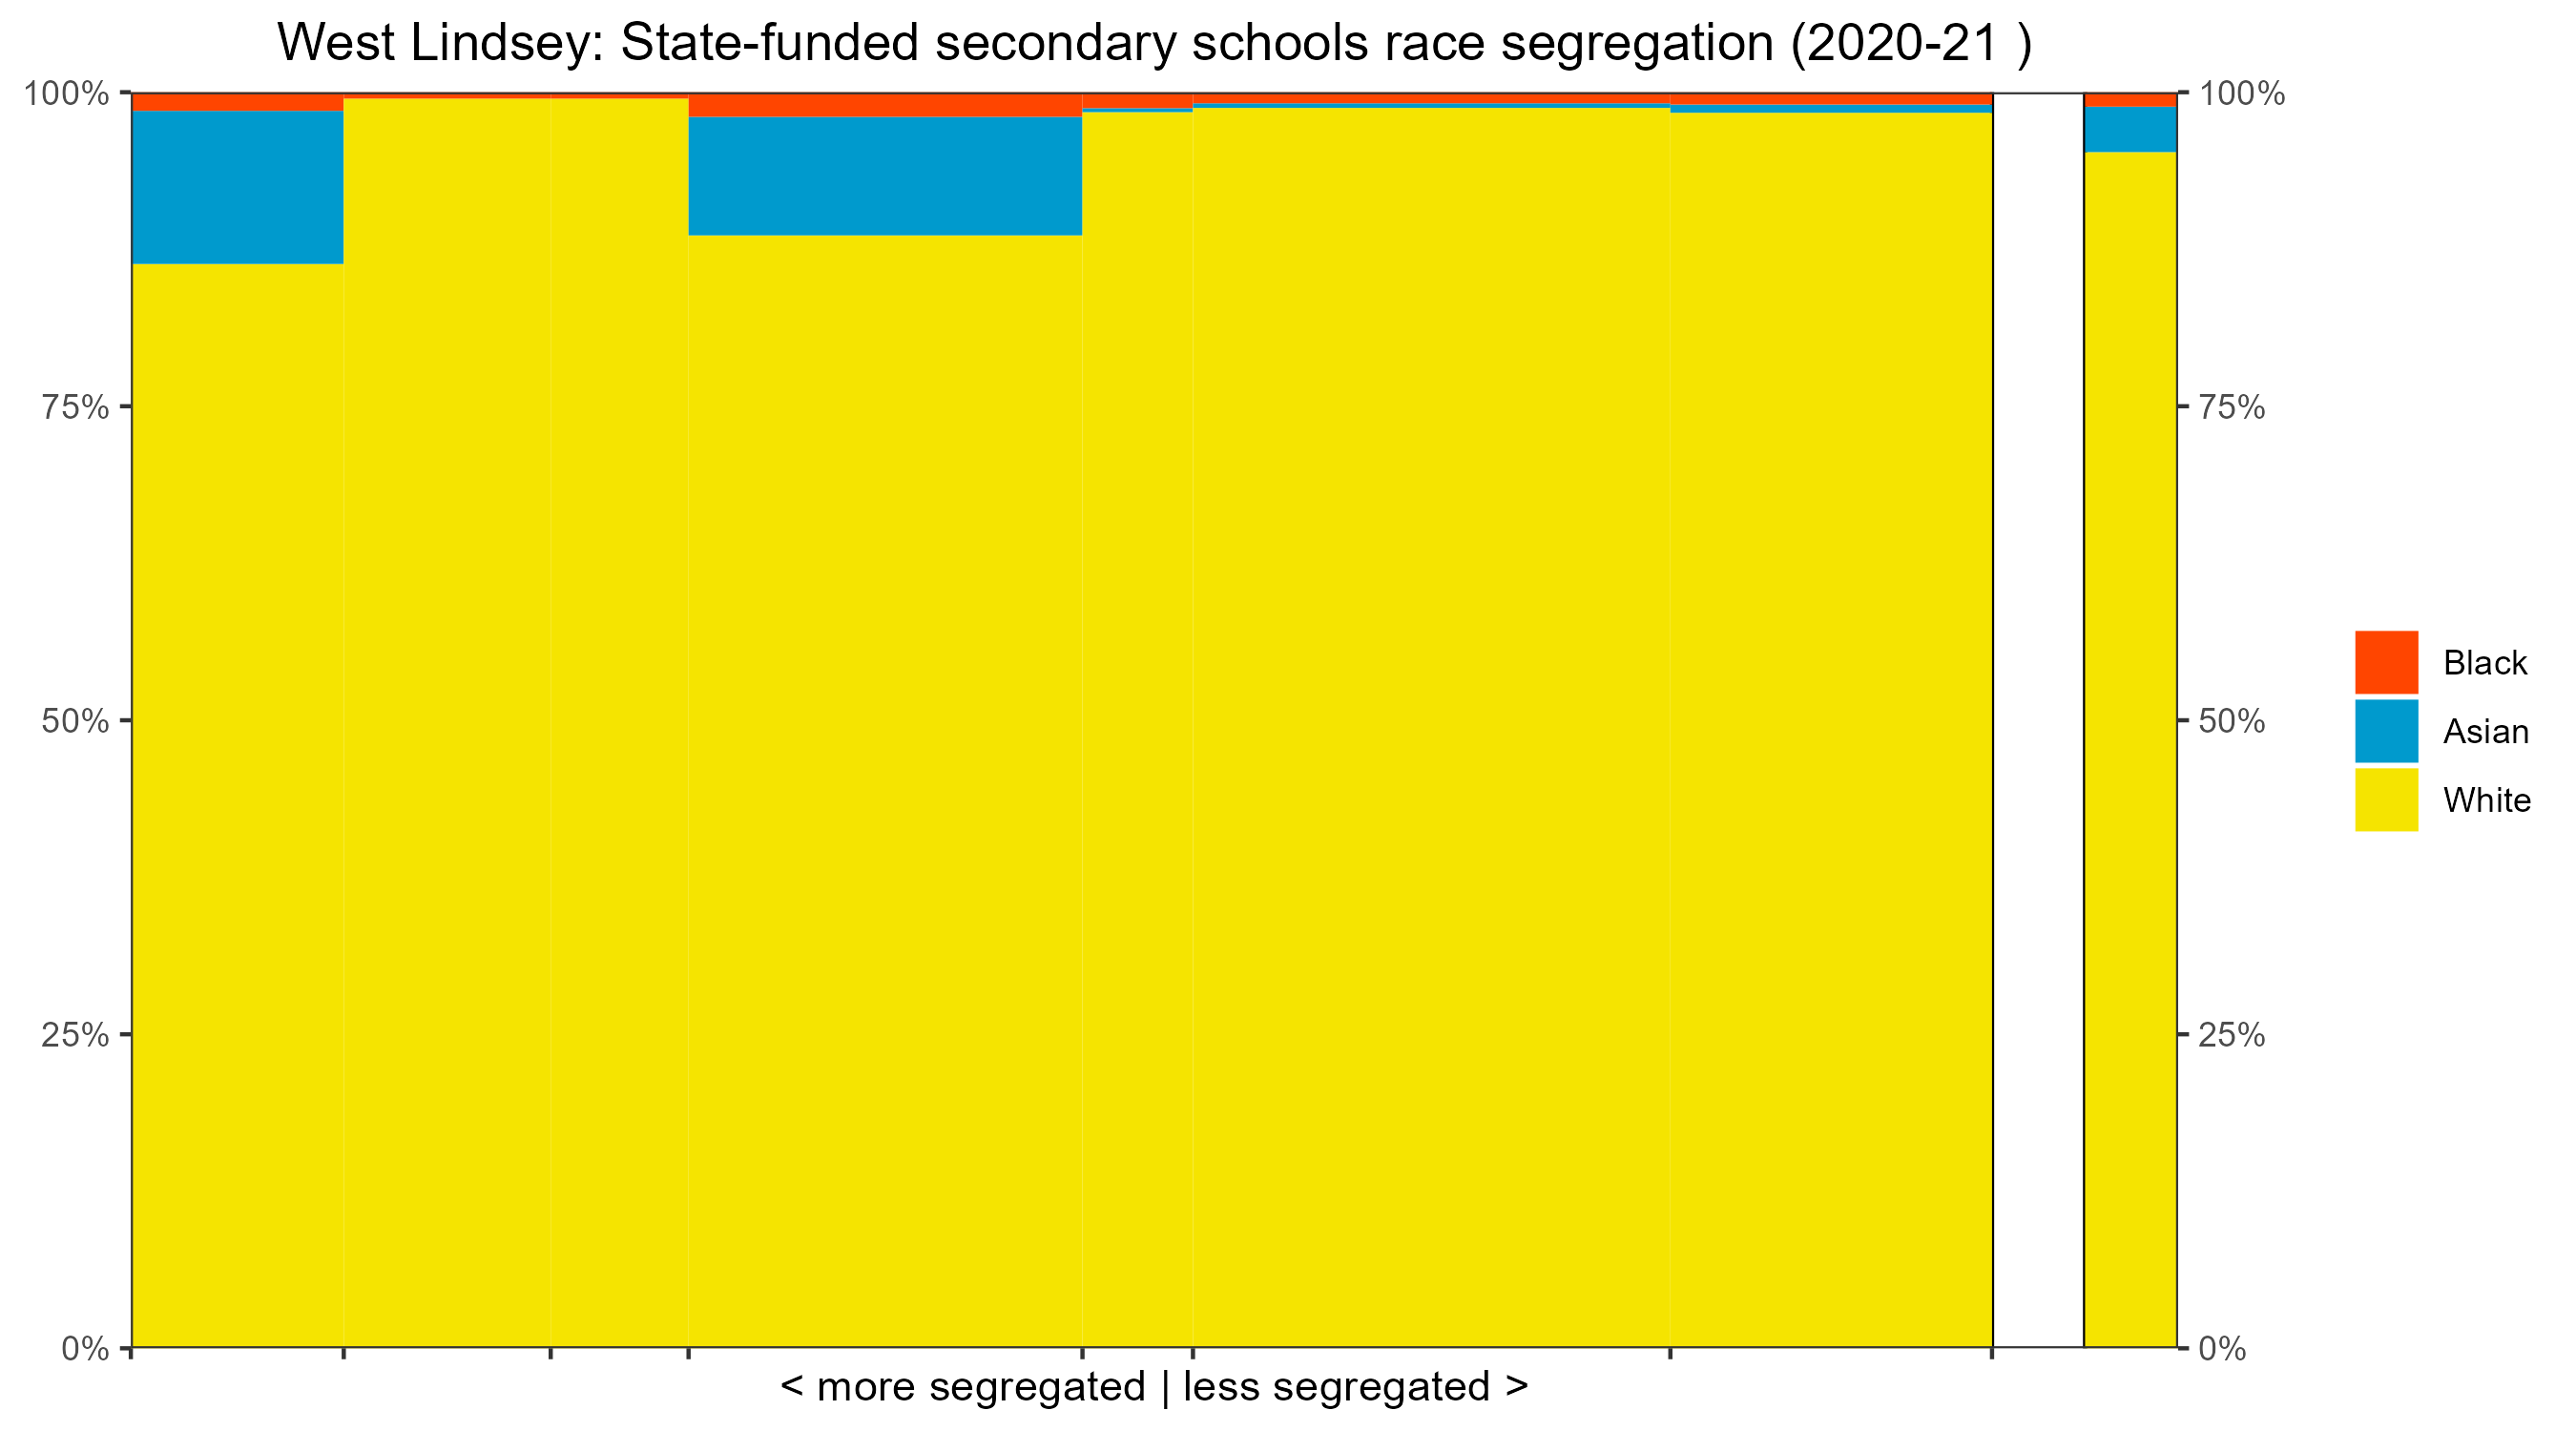 West Lindsey: State-funded secondary schools race segregation (2020-21 )
100%
75%
50%
25%
0%
100%
75%
50%
25%
0%
Black
Asian
White
< more segregated | less segregated >